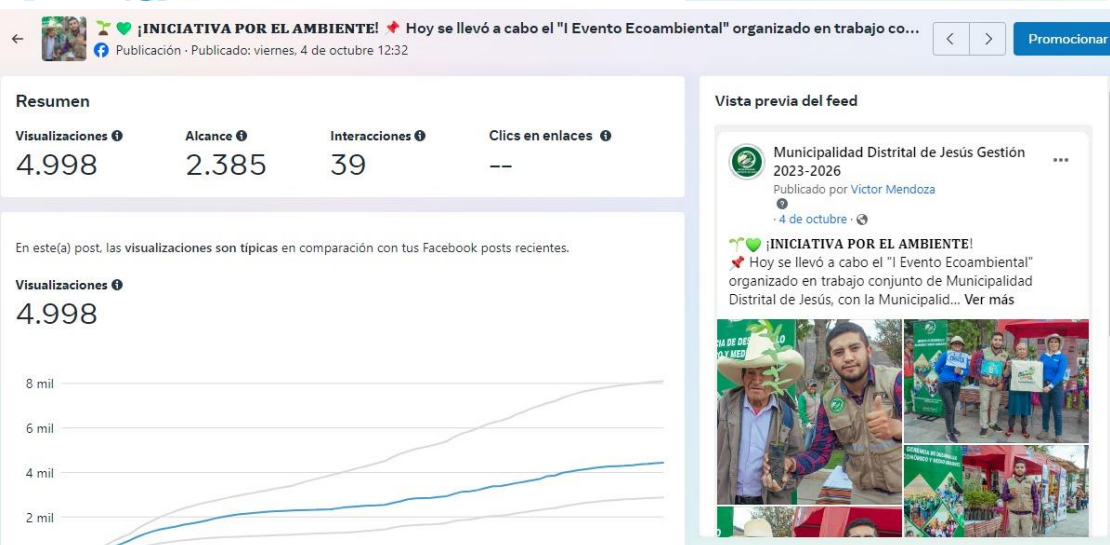 🌱 💚 ¡INICIATIVA POR EL AMBIENTE! 📌 Hoy se llevó a cabo el "I Evento Ecoambiental" organizado en trabajo co...
Publicación · Publicado: viernes, 4 de octubre 12:32
Promocionar
Resumen
Visualizaciones
Alcance
Interacciones
Clics en enlaces
4.998
2.385
39
--
En este(a) post, las visualizaciones son típicas en comparación con tus Facebook posts recientes.
Visualizaciones
4.998
8 mil
6 mil
4 mil
2 mil
Vista previa del feed
Municipalidad Distrital de Jesús Gestión
2023-2026
Publicado por Victor Mendoza
· 4 de octubre ·
🌱💚 ¡INICIATIVA POR EL AMBIENTE!
📌 Hoy se llevó a cabo el "I Evento Ecoambiental"
organizado en trabajo conjunto de Municipalidad
Distrital de Jesús, con la Municipalid... Ver más